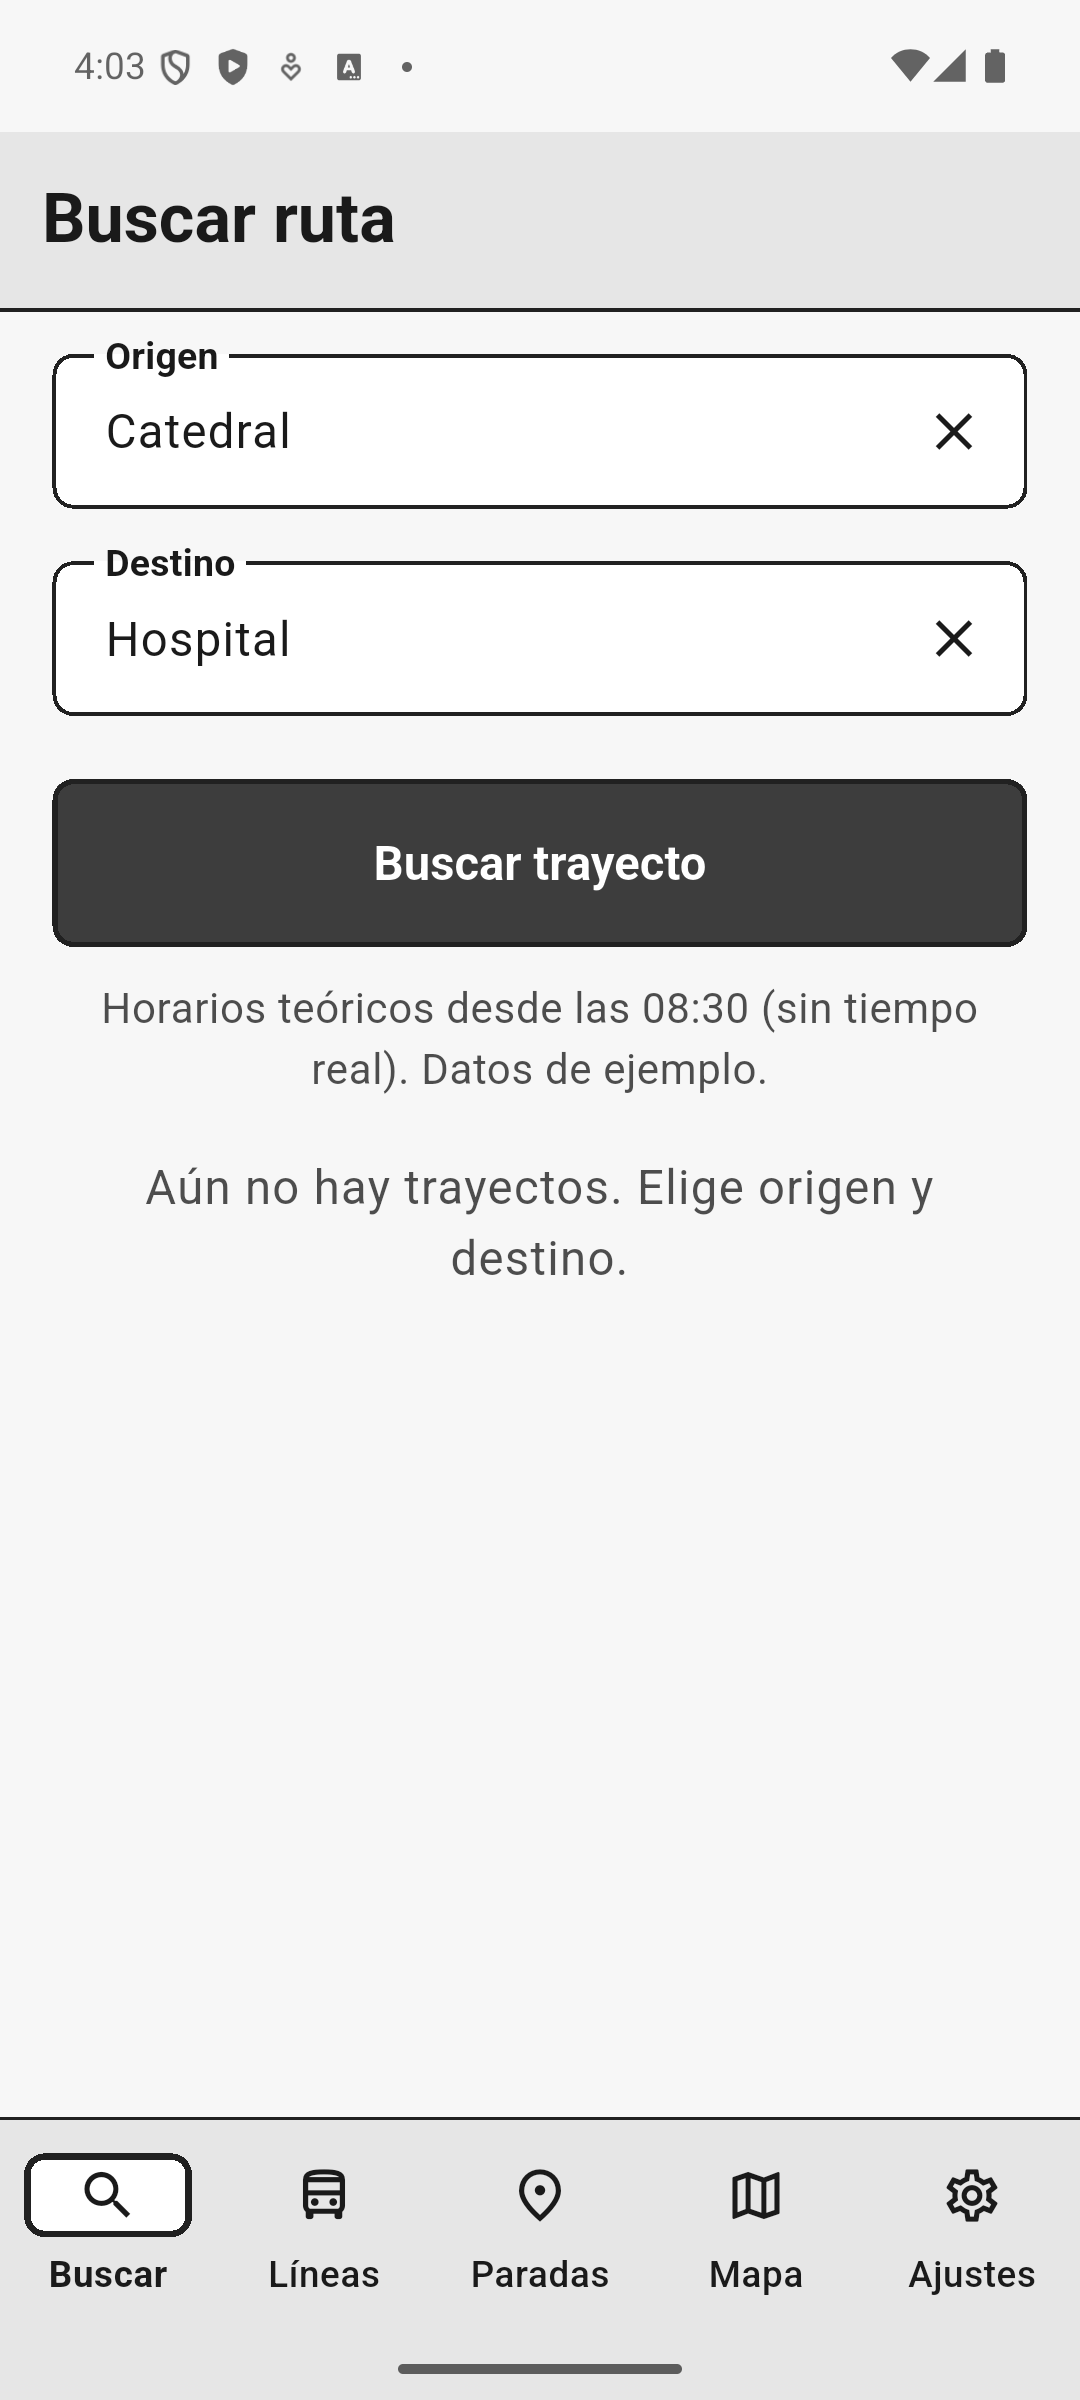 4:03
Buscar ruta
Origen
Catedral
Destino
Hospital
Buscar trayecto
Horarios teóricos desde las 08:30 (sin tiempo
real). Datos de ejemplo.
Aún no hay trayectos. Elige origen y
destino.
Buscar
Líneas
Paradas
Mapa
Ajustes